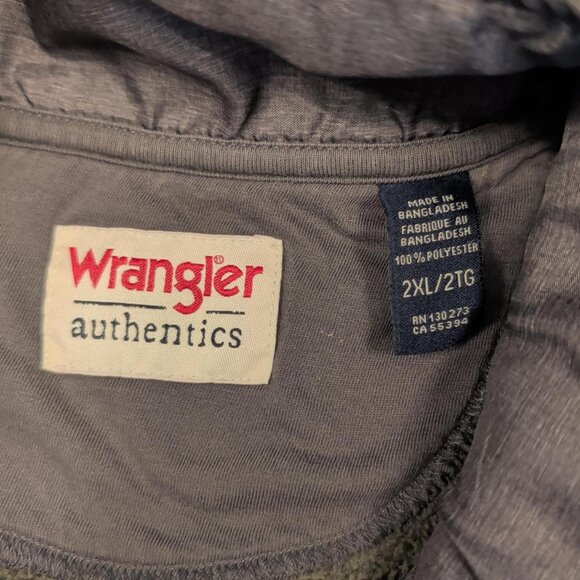 Wrangler®
authentics
MADE IN
BANGLADESH
FABRIQUE AU
BANGLADESH
100% POLYESTER
2XL/2TG
RN 130273
CA 55394